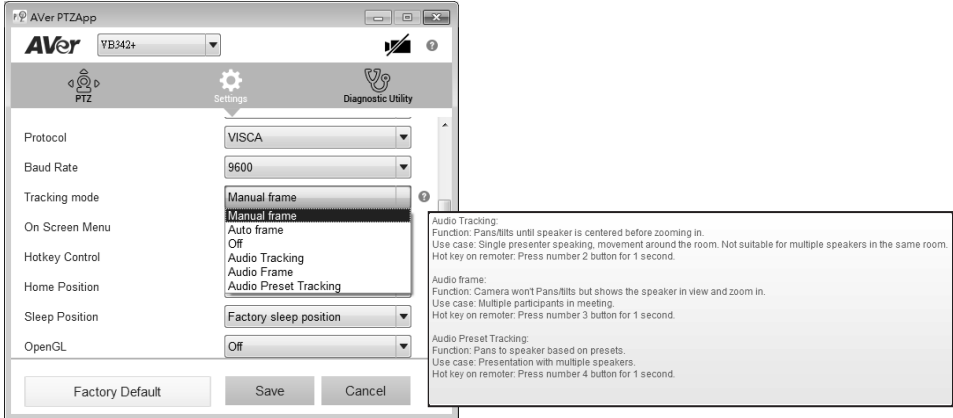 AVer PTZApp
AVer VB342+
PTZ Settings Diagnostic Utility
Protocol VISCA
Baud Rate 9600
Tracking mode Manual frame
Manual frame
Auto frame
On Screen Menu
Off
Audio Tracking
Hotkey Control
Audio Frame
Home Position
Audio Preset Tracking
Sleep Position Factory sleep position
OpenGL Off
Factory Default Save Cancel
Audio Tracking:
Function: Pans/tilts until speaker is centered before zooming in.
Use case: Single presenter speaking, movement around the room. Not suitable for multiple speakers in the same room.
Hot key on remoter: Press number 2 button for 1 second.
Audio frame:
Function: Camera won't Pans/tilts but shows the speaker in view and zoom in.
Use case: Multiple participants in meeting.
Hot key on remoter: Press number 3 button for 1 second.
Audio Preset Tracking:
Function: Pans to speaker based on presets.
Use case: Presentation with multiple speakers.
Hot key on remoter: Press number 4 button for 1 second.